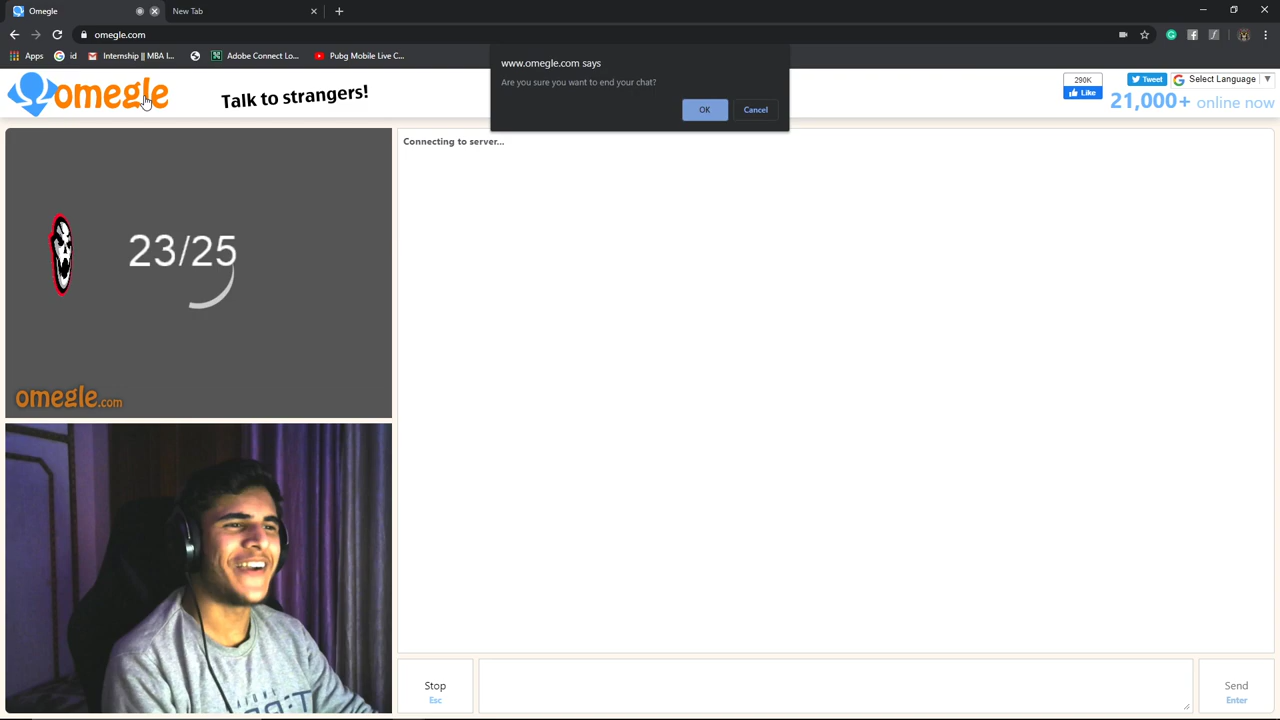 Omegle
New Tab
omegle.com
Apps
id
Internship || MBA I...
Adobe Connect Lo...
Pubg Mobile Live C...
www.omegle.com says
Are you sure you want to end your chat?
OK
Cancel
omegle
Talk to strangers!
290K
Like
Tweet
Select Language
21,000+ online now
Connecting to server...
23/25
omegle.com
Stop
Esc
Send
Enter